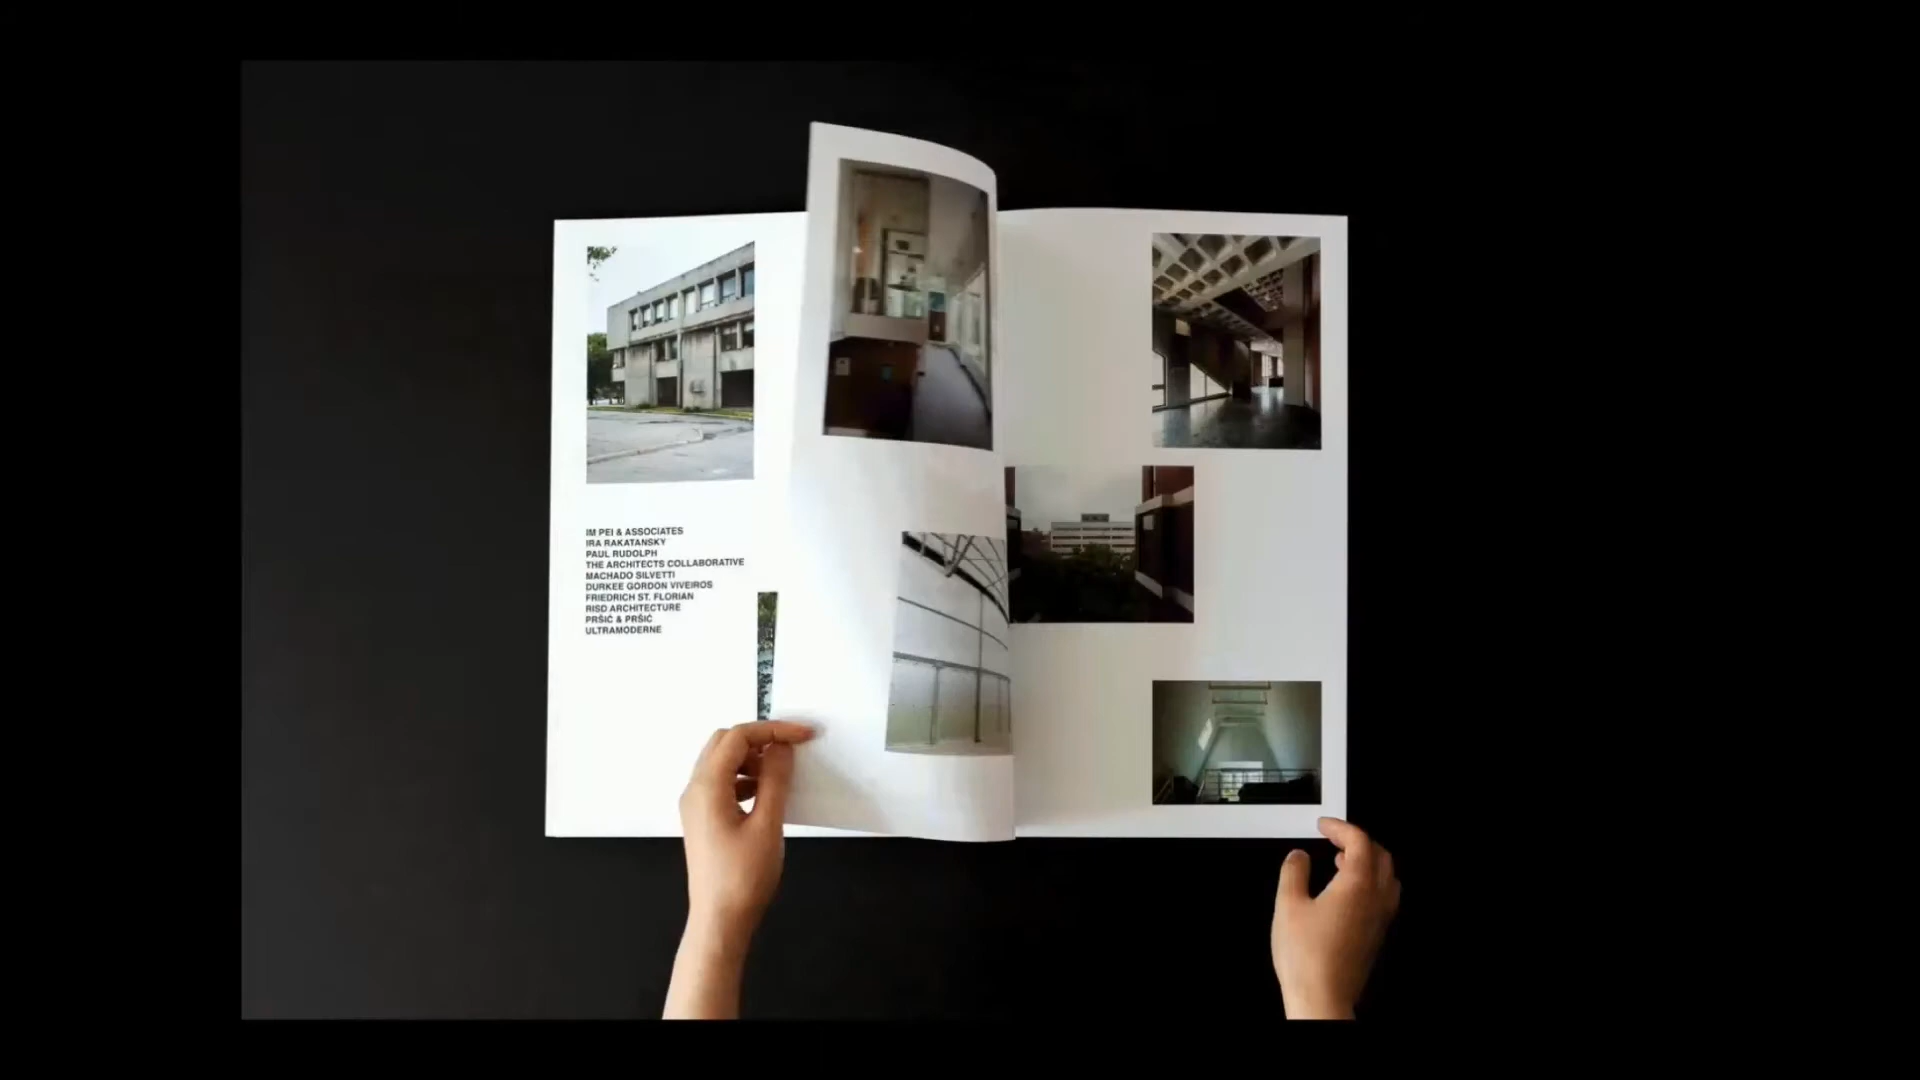 IM PEI & ASSOCIATES
IRA RAKATANSKY
PAUL RUDOLPH
THE ARCHITECTS COLLABORATIVE
MACHADO SILVETTI
DURKEE GORDON VIVEIROS
FRIEDRICH ST. FLORIAN
RISD ARCHITECTURE
PRŠIĆ & PRŠIĆ
ULTRAMODERNE